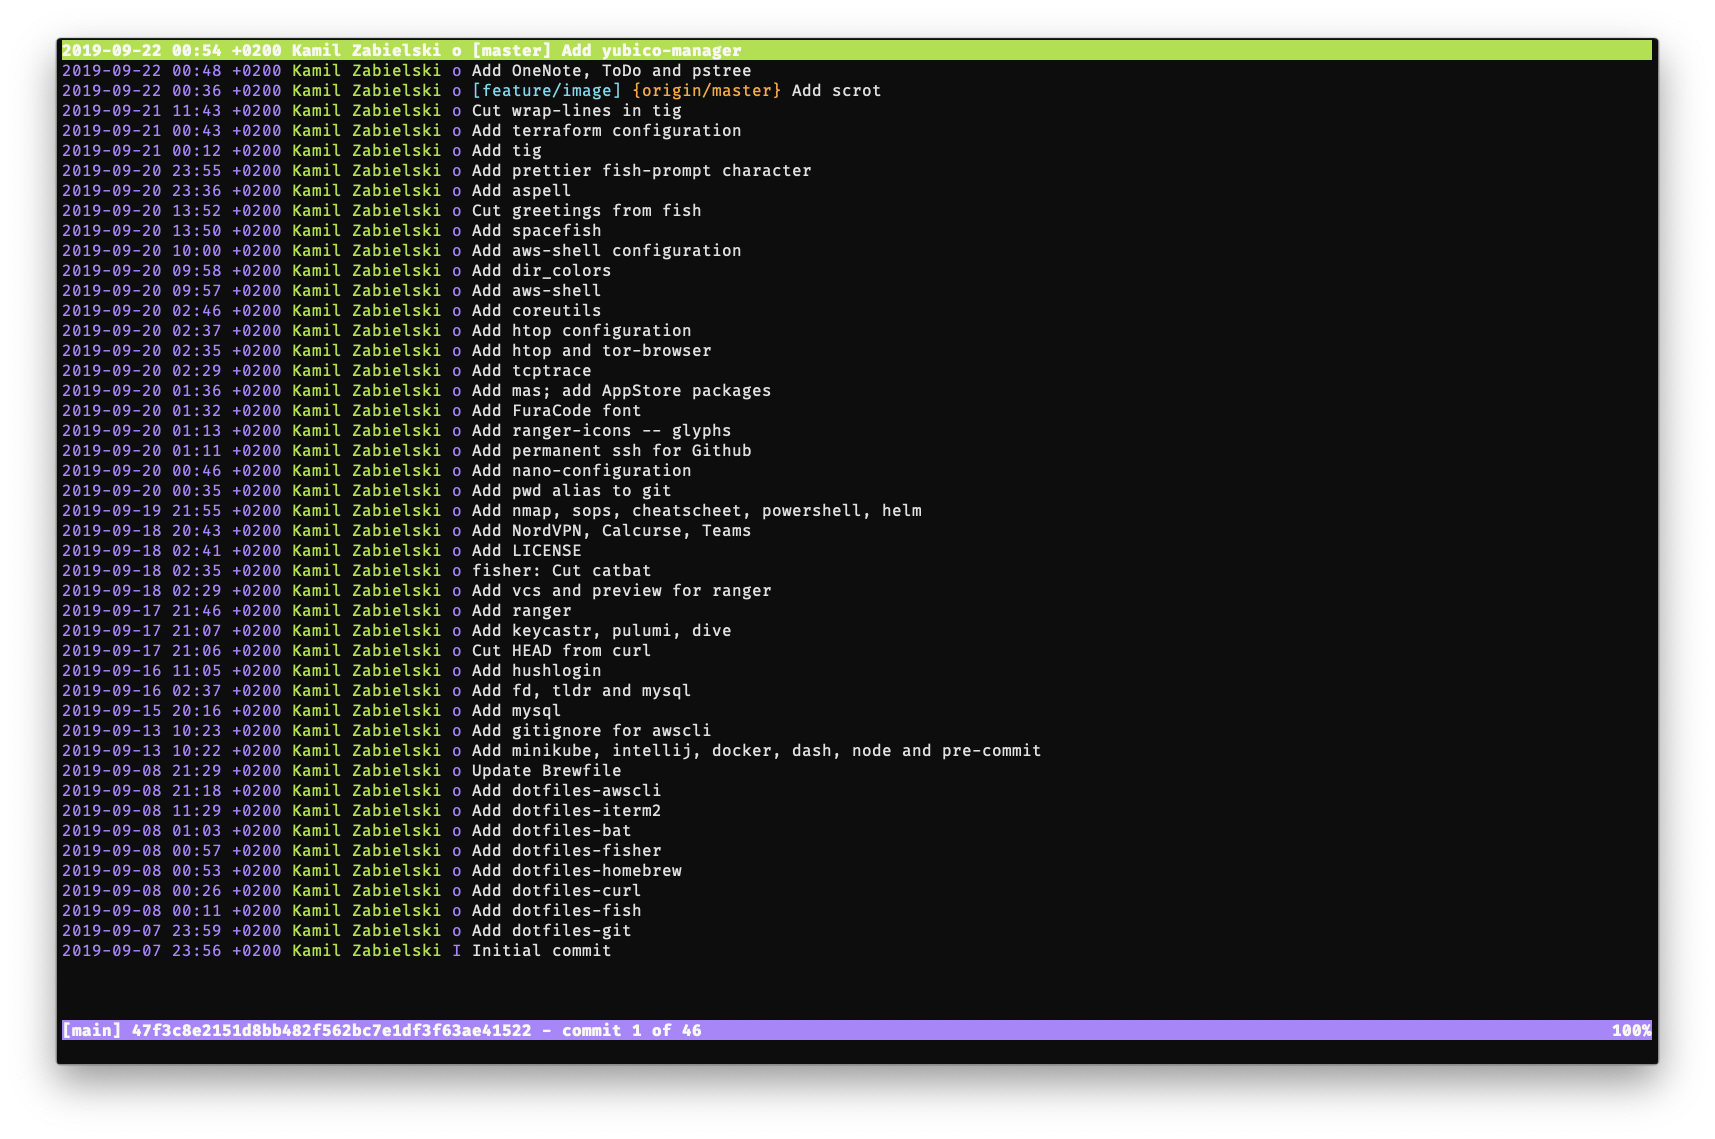 2019-09-22 00:54 +0200 Kamil Zabielski o [master] Add yubico-manager
2019-09-22 00:48 +0200 Kamil Zabielski o Add OneNote, ToDo and pstree
2019-09-22 00:36 +0200 Kamil Zabielski o [feature/image] {origin/master} Add scrot
2019-09-21 11:43 +0200 Kamil Zabielski o Cut wrap-lines in tig
2019-09-21 00:43 +0200 Kamil Zabielski o Add terraform configuration
2019-09-21 00:12 +0200 Kamil Zabielski o Add tig
2019-09-20 23:55 +0200 Kamil Zabielski o Add prettier fish-prompt character
2019-09-20 23:36 +0200 Kamil Zabielski o Add aspell
2019-09-20 13:52 +0200 Kamil Zabielski o Cut greetings from fish
2019-09-20 13:50 +0200 Kamil Zabielski o Add spacefish
2019-09-20 10:00 +0200 Kamil Zabielski o Add aws-shell configuration
2019-09-20 09:58 +0200 Kamil Zabielski o Add dir_colors
2019-09-20 09:57 +0200 Kamil Zabielski o Add aws-shell
2019-09-20 02:46 +0200 Kamil Zabielski o Add coreutils
2019-09-20 02:37 +0200 Kamil Zabielski o Add htop configuration
2019-09-20 02:35 +0200 Kamil Zabielski o Add htop and tor-browser
2019-09-20 02:29 +0200 Kamil Zabielski o Add tcptrace
2019-09-20 01:36 +0200 Kamil Zabielski o Add mas; add AppStore packages
2019-09-20 01:32 +0200 Kamil Zabielski o Add FuraCode font
2019-09-20 01:13 +0200 Kamil Zabielski o Add ranger-icons -- glyphs
2019-09-20 01:11 +0200 Kamil Zabielski o Add permanent ssh for Github
2019-09-20 00:46 +0200 Kamil Zabielski o Add nano-configuration
2019-09-20 00:35 +0200 Kamil Zabielski o Add pwd alias to git
2019-09-19 21:55 +0200 Kamil Zabielski o Add nmap, sops, cheatscheet, powershell, helm
2019-09-18 20:43 +0200 Kamil Zabielski o Add NordVPN, Calcurse, Teams
2019-09-18 02:41 +0200 Kamil Zabielski o Add LICENSE
2019-09-18 02:35 +0200 Kamil Zabielski o fisher: Cut catbat
2019-09-18 02:29 +0200 Kamil Zabielski o Add vcs and preview for ranger
2019-09-17 21:46 +0200 Kamil Zabielski o Add ranger
2019-09-17 21:07 +0200 Kamil Zabielski o Add keycastr, pulumi, dive
2019-09-17 21:06 +0200 Kamil Zabielski o Cut HEAD from curl
2019-09-16 11:05 +0200 Kamil Zabielski o Add hushlogin
2019-09-16 02:37 +0200 Kamil Zabielski o Add fd, tldr and mysql
2019-09-15 20:16 +0200 Kamil Zabielski o Add mysql
2019-09-13 10:23 +0200 Kamil Zabielski o Add gitignore for awscli
2019-09-13 10:22 +0200 Kamil Zabielski o Add minikube, intellij, docker, dash, node and pre-commit
2019-09-08 21:29 +0200 Kamil Zabielski o Update Brewfile
2019-09-08 21:18 +0200 Kamil Zabielski o Add dotfiles-awscli
2019-09-08 11:29 +0200 Kamil Zabielski o Add dotfiles-iterm2
2019-09-08 01:03 +0200 Kamil Zabielski o Add dotfiles-bat
2019-09-08 00:57 +0200 Kamil Zabielski o Add dotfiles-fisher
2019-09-08 00:53 +0200 Kamil Zabielski o Add dotfiles-homebrew
2019-09-08 00:26 +0200 Kamil Zabielski o Add dotfiles-curl
2019-09-08 00:11 +0200 Kamil Zabielski o Add dotfiles-fish
2019-09-07 23:59 +0200 Kamil Zabielski o Add dotfiles-git
2019-09-07 23:56 +0200 Kamil Zabielski I Initial commit
[main] 47f3c8e2151d8bb482f562bc7e1df3f63ae41522 - commit 1 of 46 100%